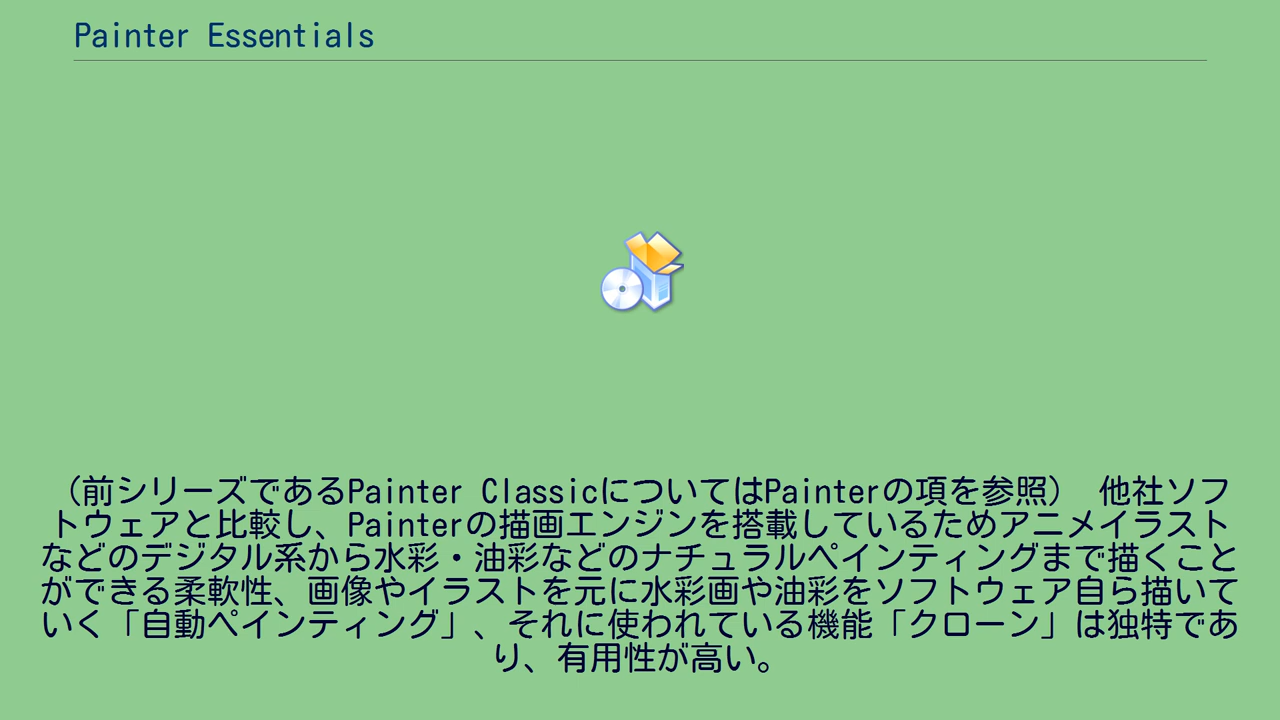 Painter Essentials
（前シリーズであるPainter ClassicについてはPainterの項を参照） 他社ソフ
トウェアと比較し、Painterの描画エンジンを搭載しているためアニメイラスト
などのデジタル系から水彩・油彩などのナチュラルペインティングまで描くこと
ができる柔軟性、画像やイラストを元に水彩画や油彩をソフトウェア自ら描いて
いく「自動ペインティング」、それに使われている機能「クローン」は独特であ
り、有用性が高い。